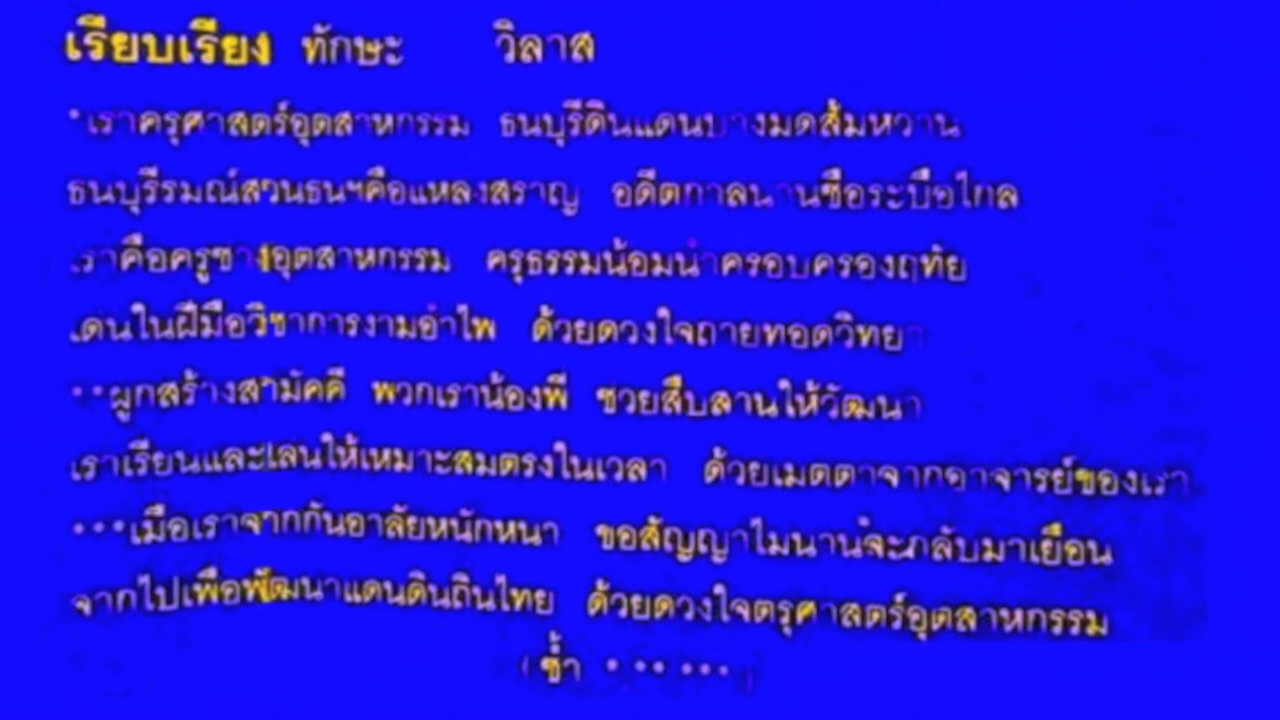 เรียบเรียง ทักษะ วิลาส
*เราครุศาสตร์อุตสาหกรรม ธนบุรีดินแดนบางมดส้มหวาน
ธนบุรีรมณ์สวนธนฯคือแหล่งสราญ อดีตกาลนานชื่อระบือไกล
เราคือครูช่างอุตสาหกรรม ครุธรรมน้อมนำครอบครองฤทัย
เด่นในฝีมือวิชาการงามอำไพ ด้วยดวงใจถ่ายทอดวิทยา
**ผูกสร้างสามัคคี พวกเราน้องพี่ ช่วยสืบสานให้วัฒนา
เราเรียนและเล่นให้เหมาะสมตรงในเวลา ด้วยเมตตาจากอาจารย์ของเรา
***เมื่อเราจากกันอาลัยหนักหนา ขอสัญญาไม่นานจะกลับมาเยือน
จากไปเพื่อพัฒนาแดนดินถิ่นไทย ด้วยดวงใจครุศาสตร์อุตสาหกรรม
(ซ้ำ * ** ***)